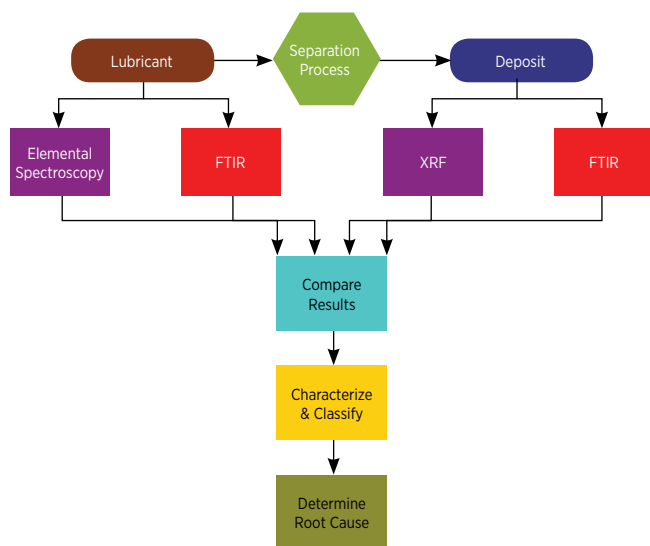 Lubricant
Separation
Process
Deposit
Elemental
Spectroscopy
FTIR
XRF
FTIR
Compare
Results
Characterize
& Classify
Determine
Root Cause